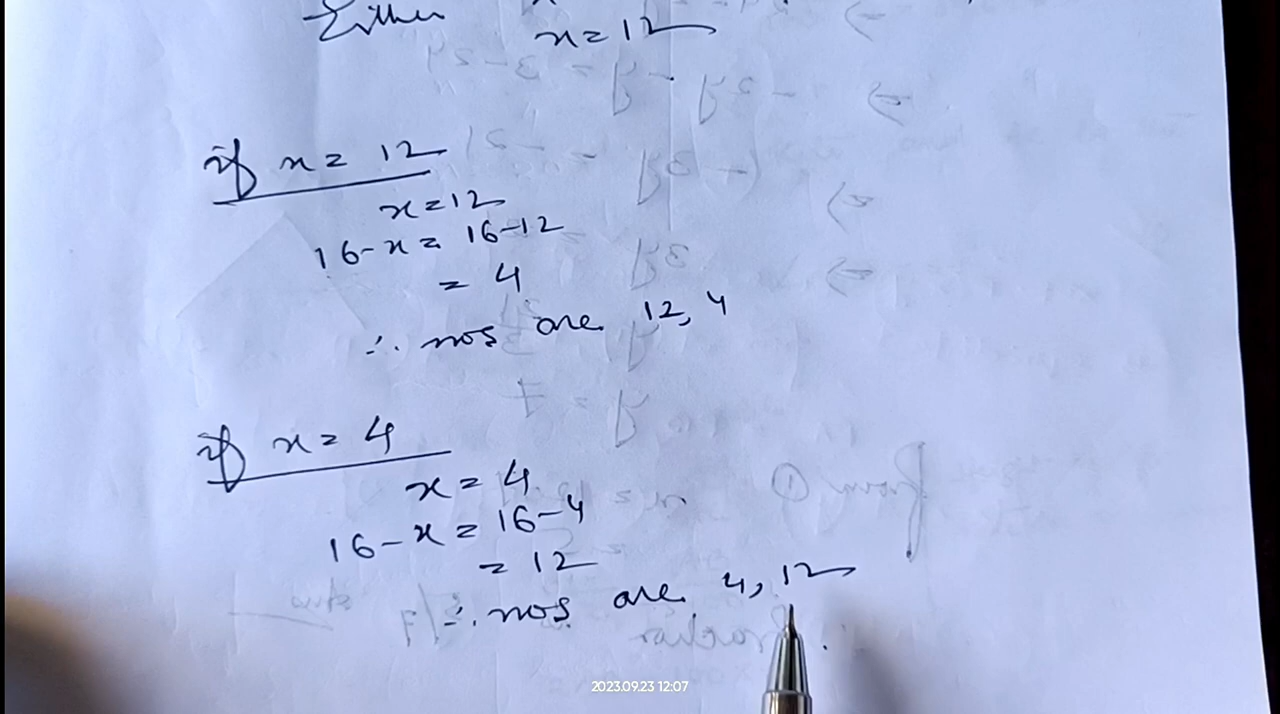 Either
x = 12
if x = 12
x = 12
16 - x = 16 - 12
= 4
∴ nos are 12, 4
if x = 4
x = 4
16 - x = 16 - 4
= 12
∴ nos are 4, 12
2023.09.23 12:07